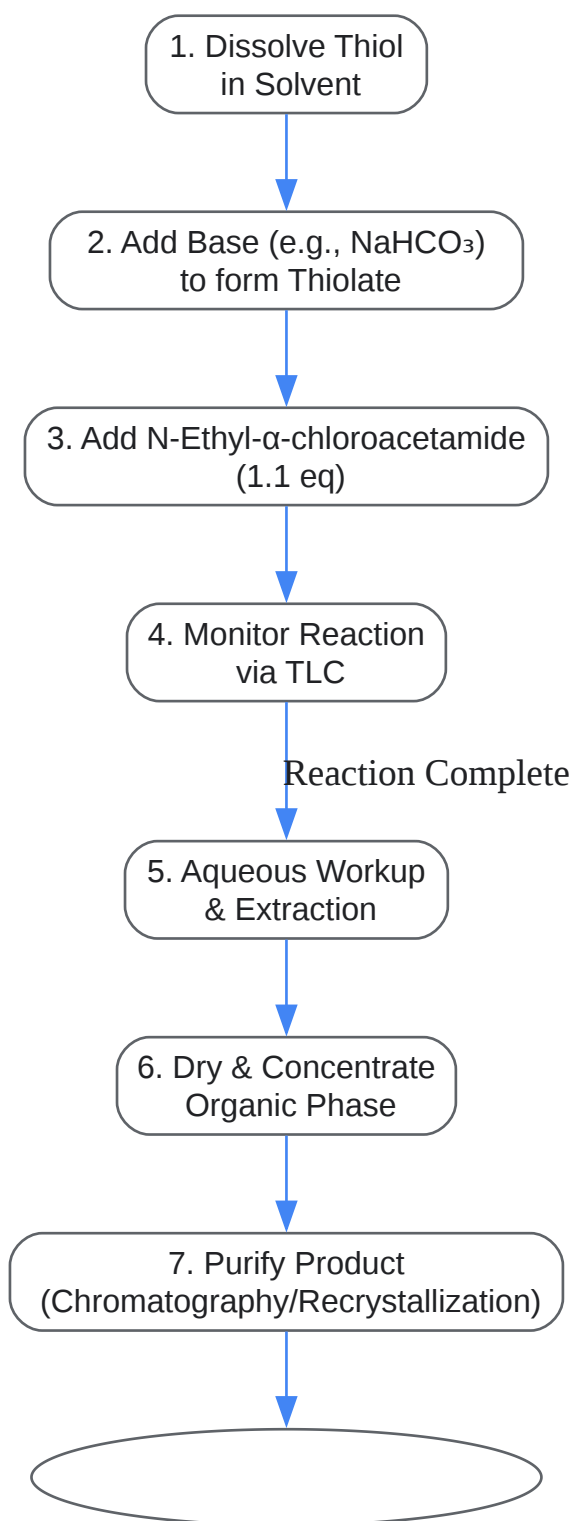 1. Dissolve Thiol
in Solvent
2. Add Base (e.g., NaHCO₃)
to form Thiolate
3. Add N-Ethyl-α-chloroacetamide
(1.1 eq)
4. Monitor Reaction
via TLC
Reaction Complete
5. Aqueous Workup
& Extraction
6. Dry & Concentrate
Organic Phase
7. Purify Product
(Chromatography/Recrystallization)